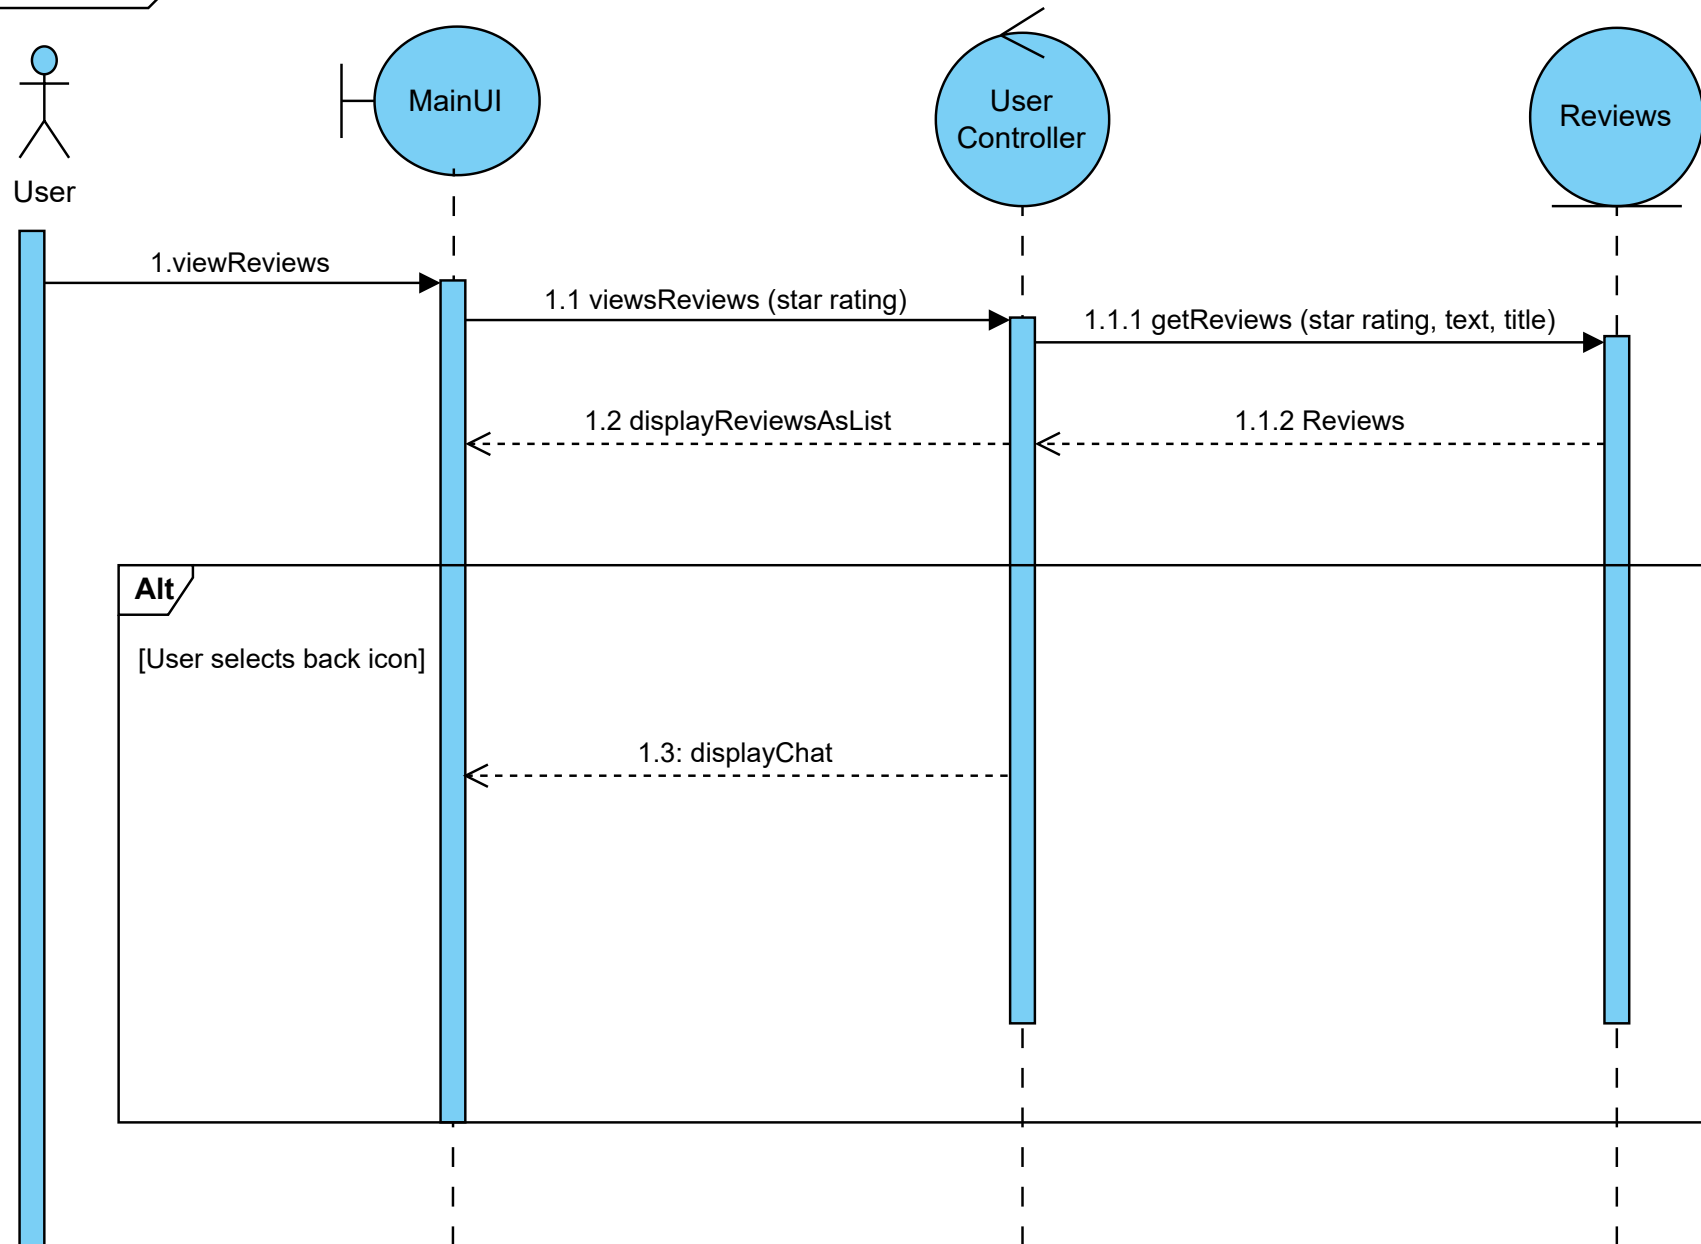 MainUI
User
Controller
Reviews
User
1.viewReviews
1.1 viewsReviews (star rating)
1.1.1 getReviews (star rating, text, title)
1.2 displayReviewsAsList
1.1.2 Reviews
Alt
[User selects back icon]
1.3: displayChat